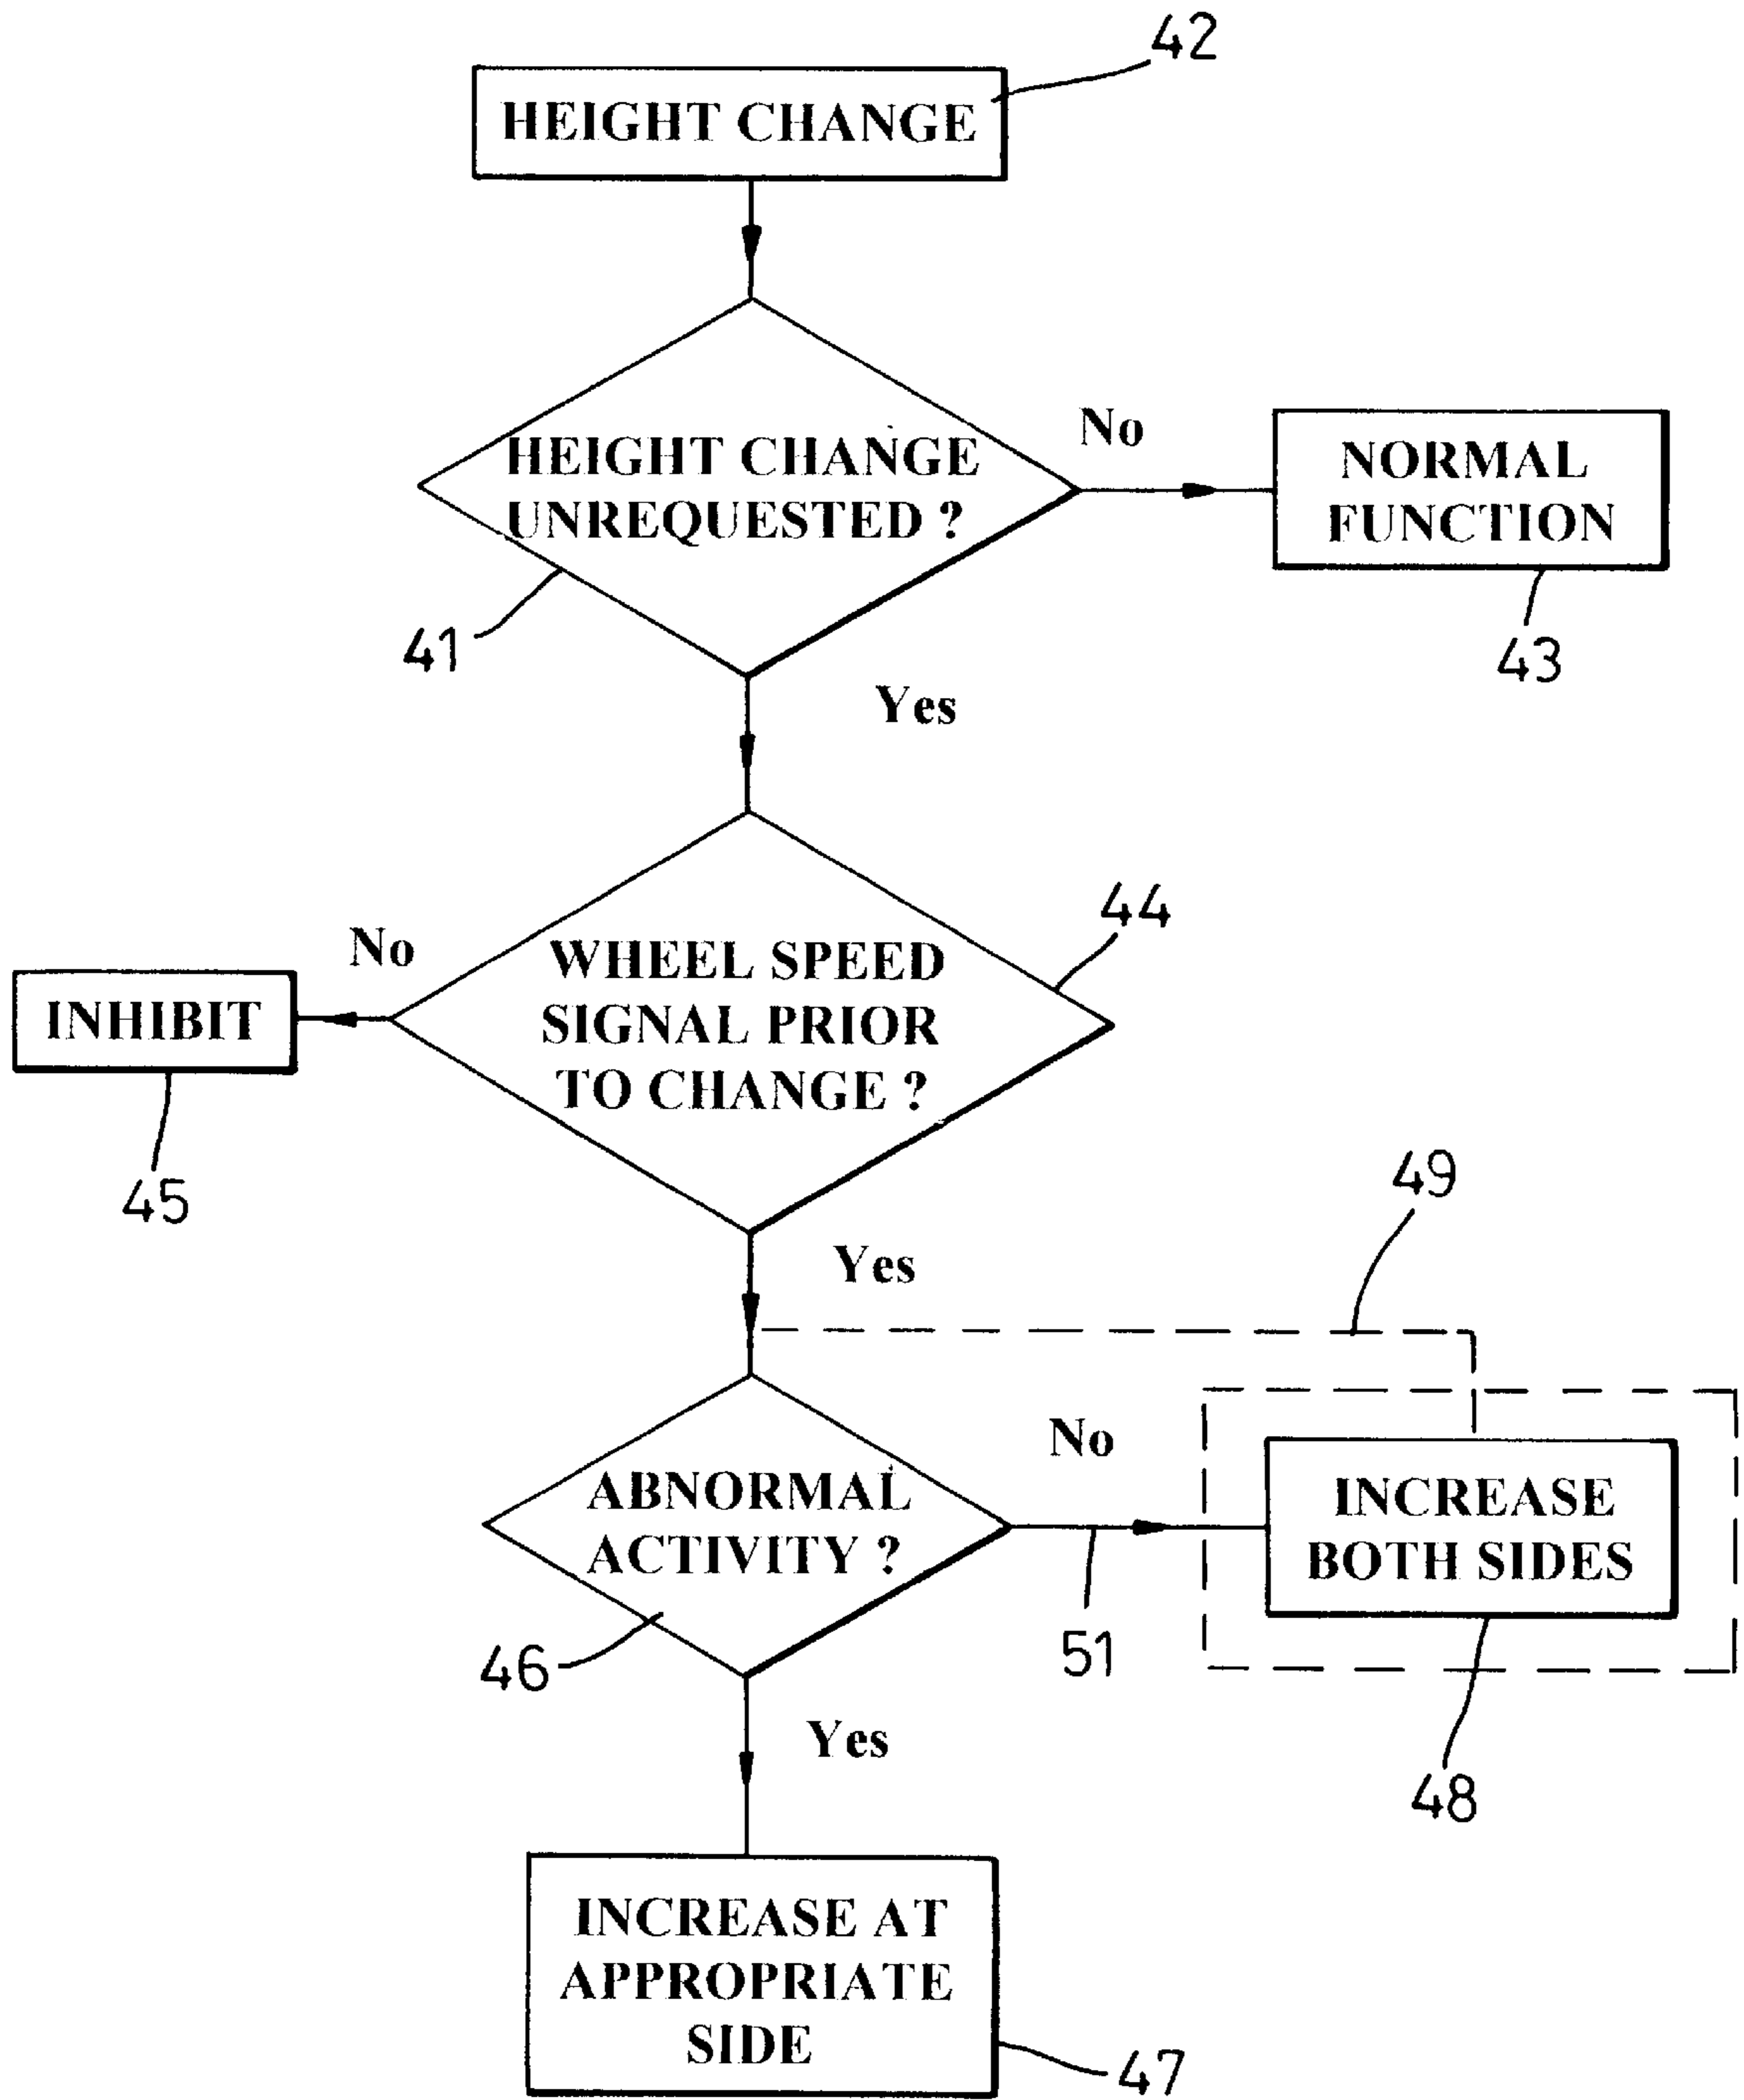 42
HEIGHT CHANGE
HEIGHT CHANGE
UNREQUESTED ?
No
NORMAL
FUNCTION
41
43
Yes
44
No
WHEEL SPEED
SIGNAL PRIOR
TO CHANGE ?
INHIBIT
45
49
Yes
ABNORMAL
ACTIVITY ?
No
INCREASE
BOTH SIDES
46
51
48
Yes
INCREASE AT
APPROPRIATE
SIDE
47